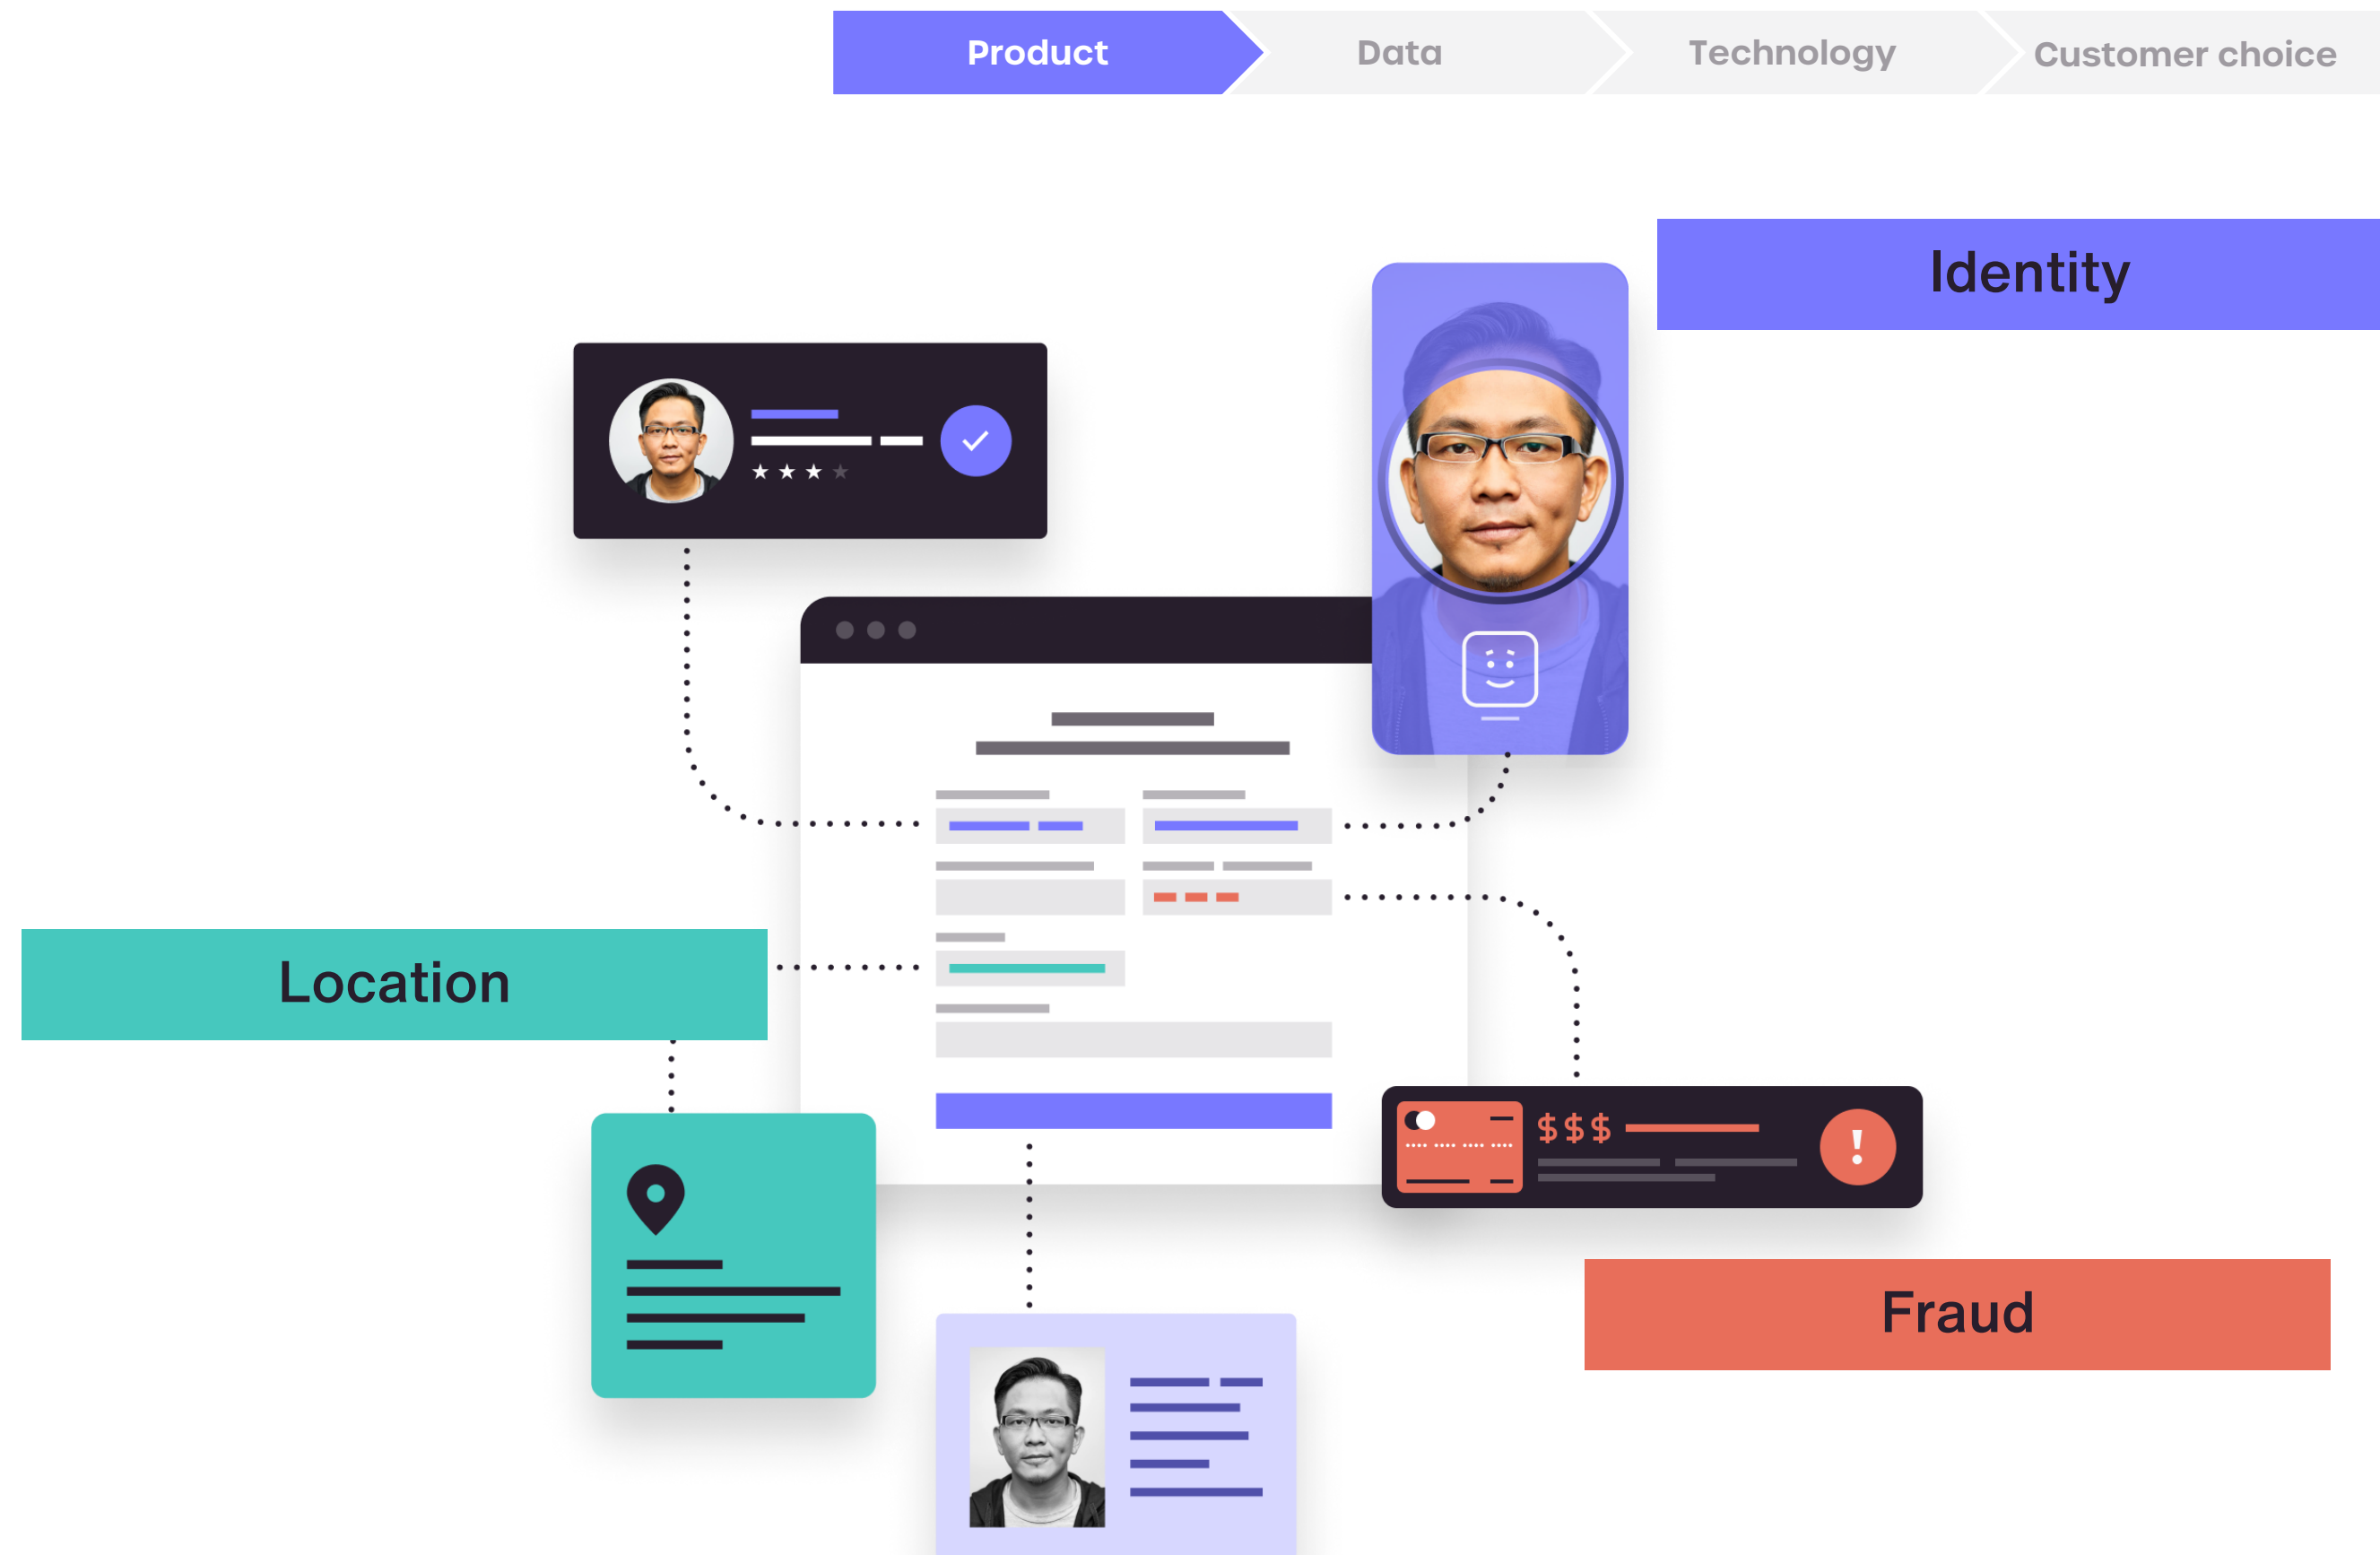 Product
Data
Technology
Customer choice
Identity
Location
$$$
!
Fraud